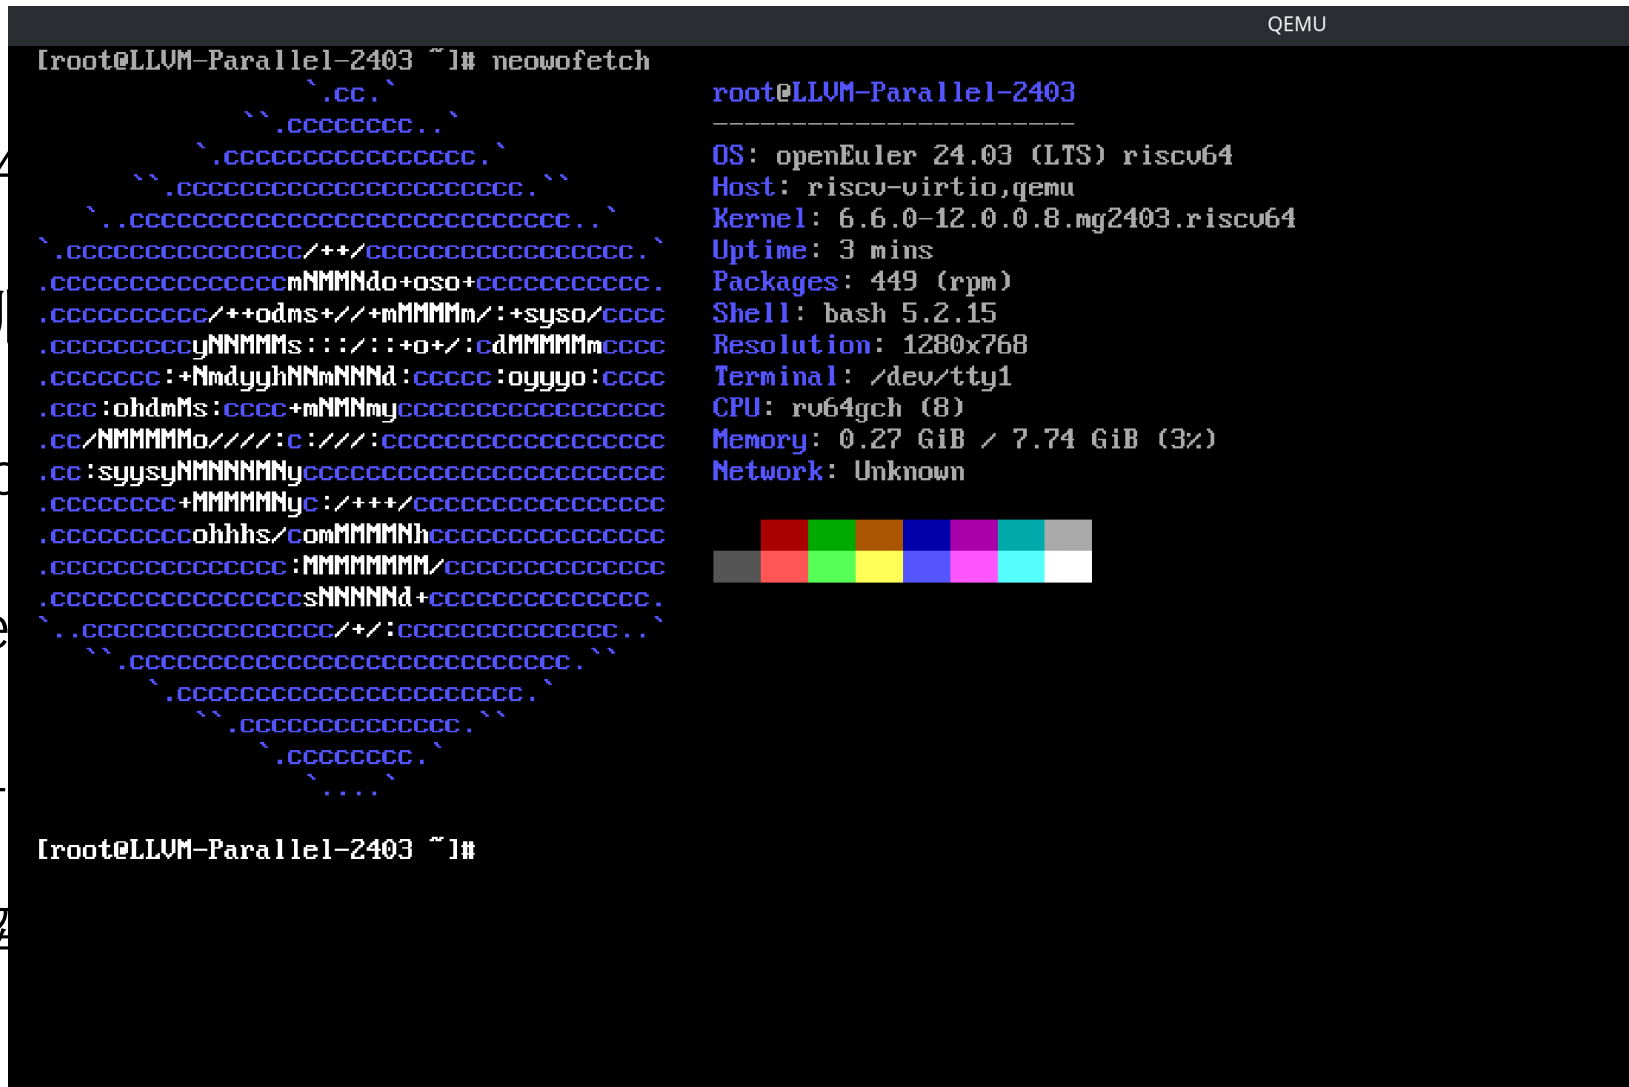 QEMU
[root@LLVM-Parallel-2403 ~]# neowofetch
root@LLVM-Parallel-2403
-----------------------
OS: openEuler 24.03 (LTS) riscv64
Host: riscv-virtio,qemu
Kernel: 6.6.0-12.0.0.8.mg2403.riscv64
Uptime: 3 mins
Packages: 449 (rpm)
Shell: bash 5.2.15
Resolution: 1280x768
Terminal: /dev/tty1
CPU: rv64gch (8)
Memory: 0.27 GiB / 7.74 GiB (3%)
Network: Unknown
[root@LLVM-Parallel-2403 ~]#